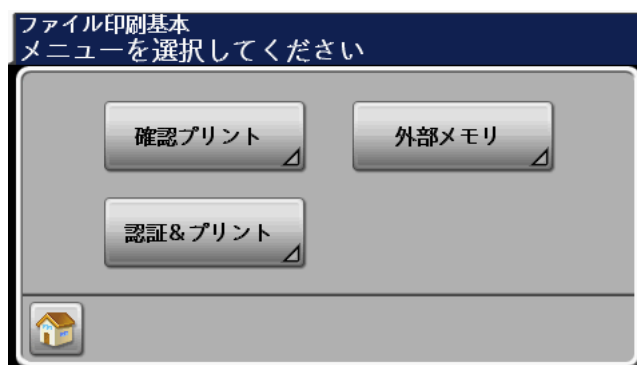 ファイル印刷基本
メニューを選択してください
確認プリント
外部メモリ
認証&プリント